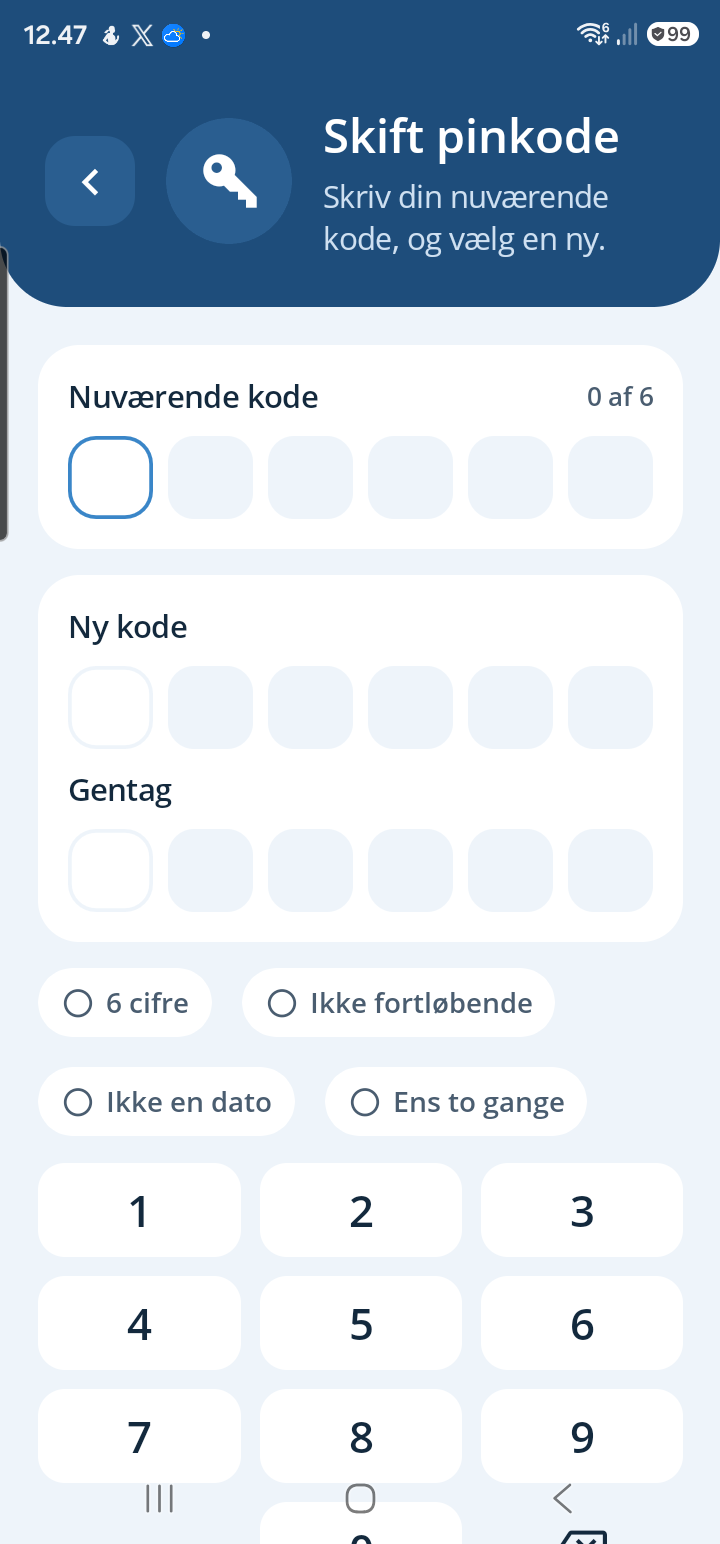 12.47
6
99
Skift pinkode
Skriv din nuværende
kode, og vælg en ny.
Nuværende kode
0 af 6
Ny kode
Gentag
6 cifre
Ikke fortløbende
Ikke en dato
Ens to gange
1 2 3
4 5 6
7 8 9
0